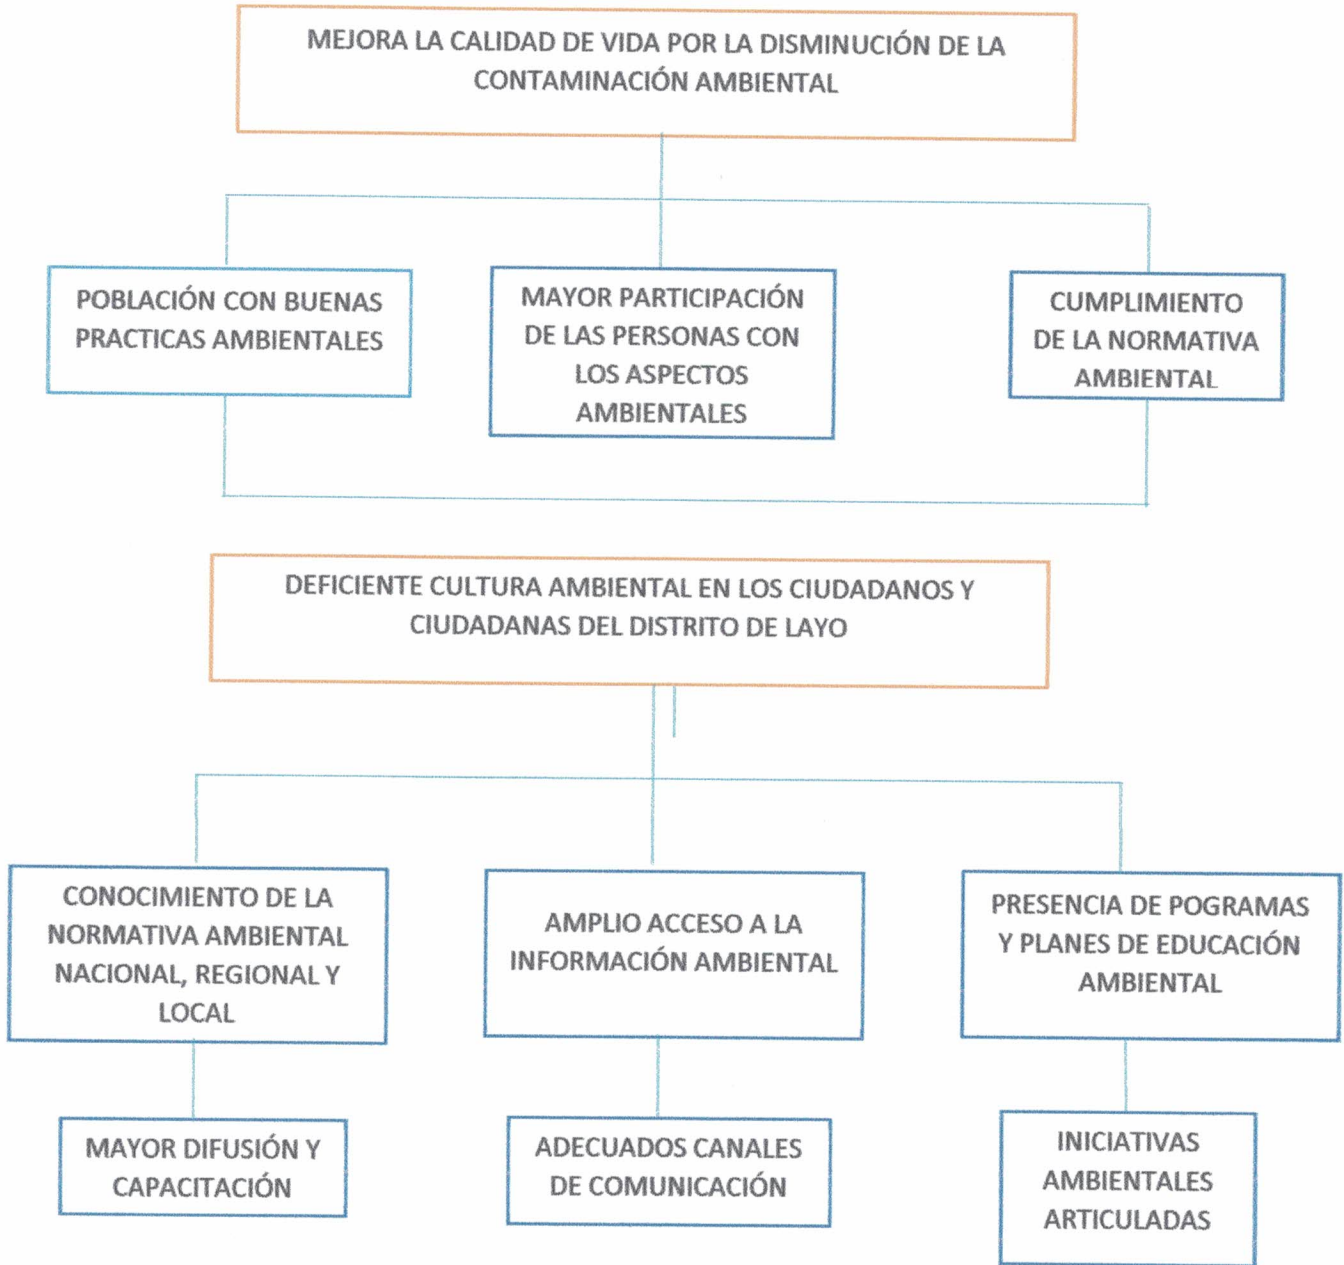 MEJORA LA CALIDAD DE VIDA POR LA DISMINUCIÓN DE LA
CONTAMINACIÓN AMBIENTAL
POBLACIÓN CON BUENAS
PRACTICAS AMBIENTALES
MAYOR PARTICIPACIÓN
DE LAS PERSONAS CON
LOS ASPECTOS
AMBIENTALES
CUMPLIMIENTO
DE LA NORMATIVA
AMBIENTAL
DEFICIENTE CULTURA AMBIENTAL EN LOS CIUDADANOS Y
CIUDADANAS DEL DISTRITO DE LAYO
CONOCIMIENTO DE LA
NORMATIVA AMBIENTAL
NACIONAL, REGIONAL Y
LOCAL
AMPLIO ACCESO A LA
INFORMACIÓN AMBIENTAL
PRESENCIA DE POGRAMAS
Y PLANES DE EDUCACIÓN
AMBIENTAL
MAYOR DIFUSIÓN Y
CAPACITACIÓN
ADECUADOS CANALES
DE COMUNICACIÓN
INICIATIVAS
AMBIENTALES
ARTICULADAS